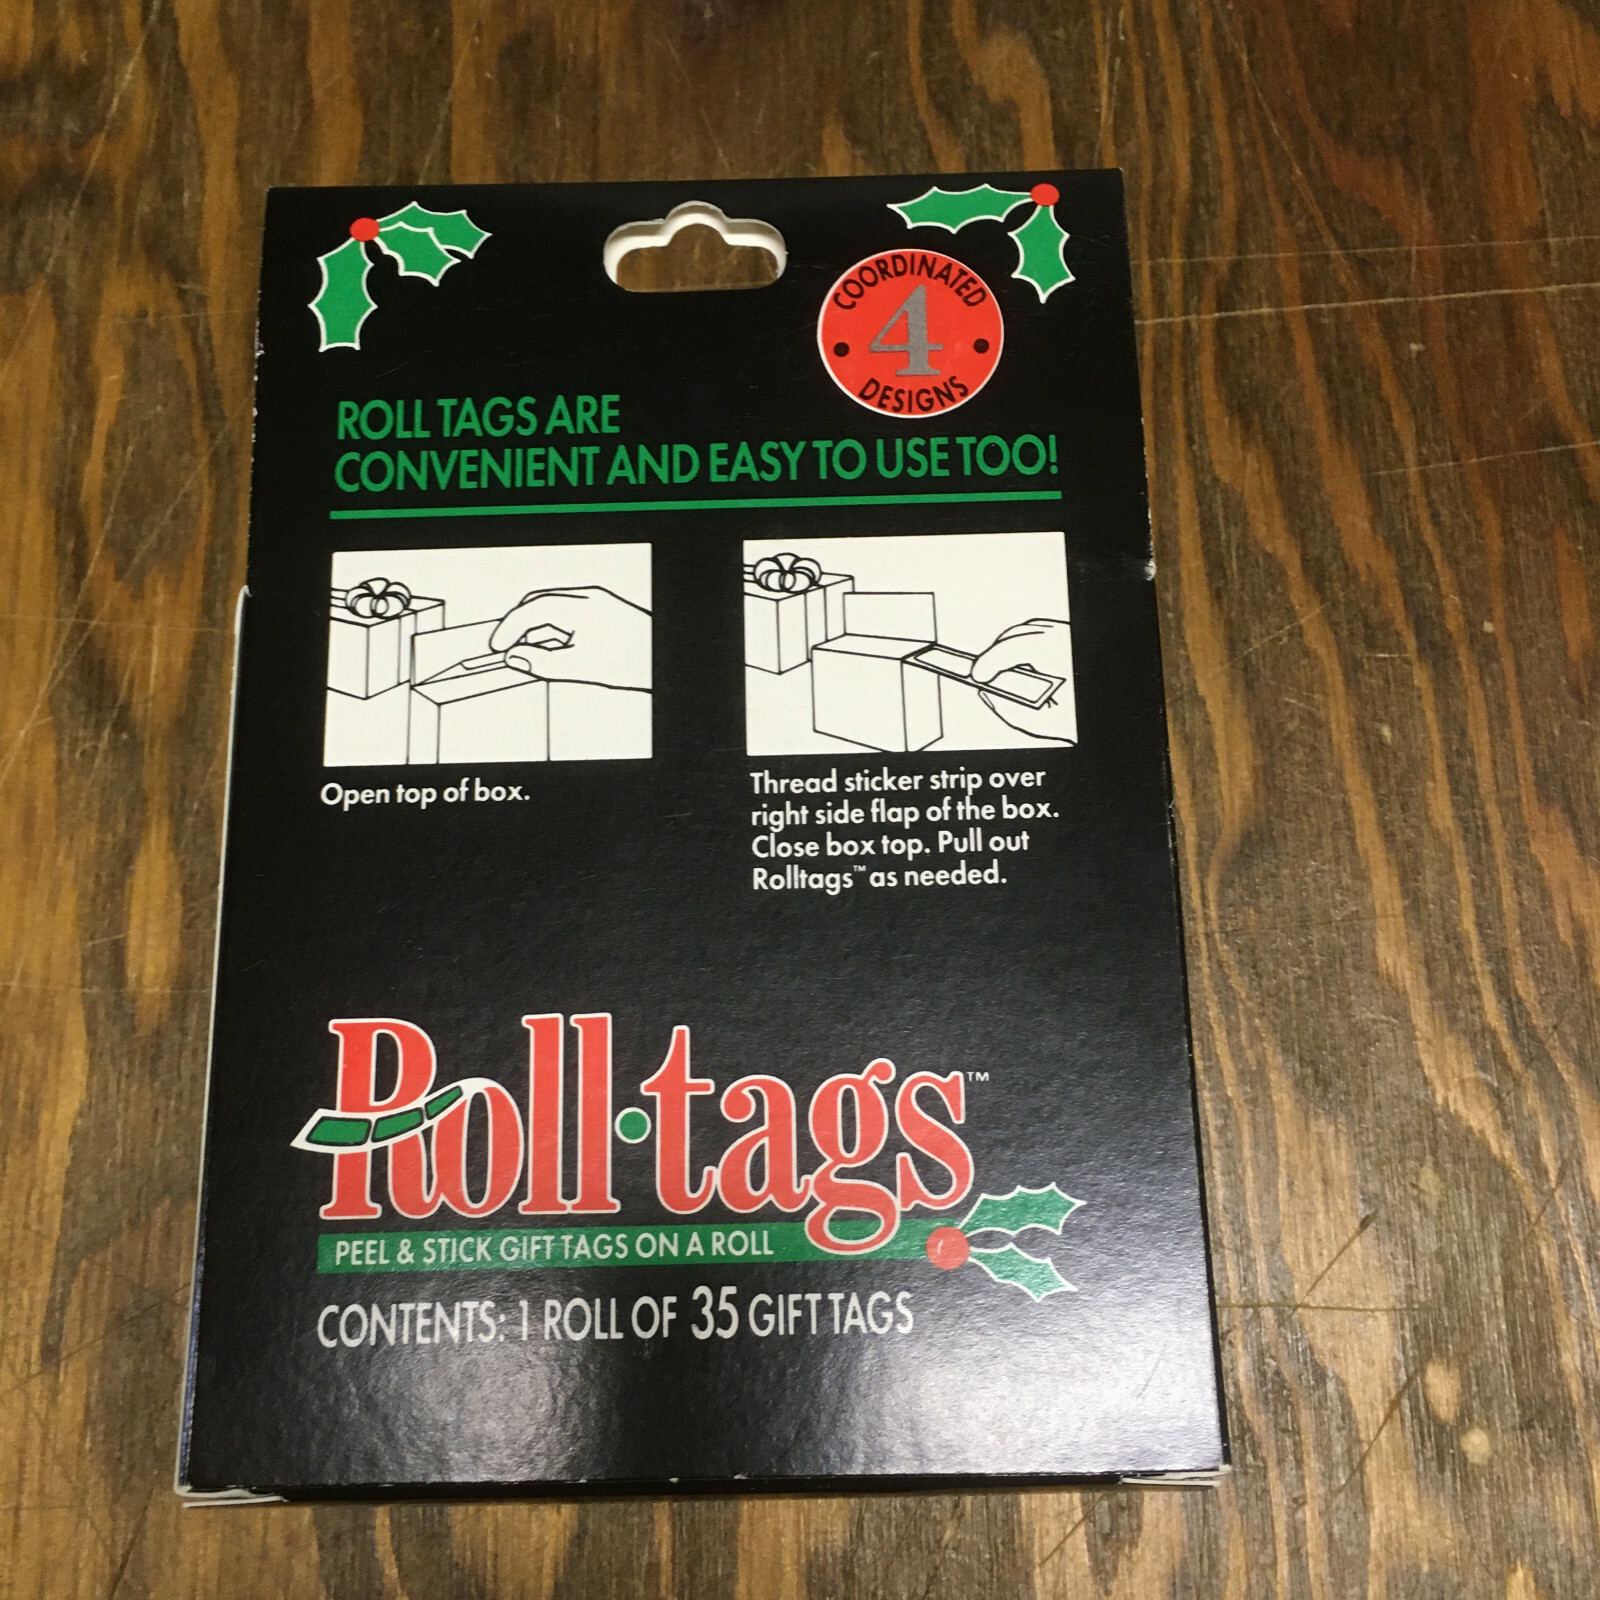 COORDINATED
4
DESIGNS
ROLL TAGS ARE
CONVENIENT AND EASY TO USE TOO!
Open top of box.
Thread sticker strip over
right side flap of the box.
Close box top. Pull out
Rolltags™ as needed.
Roll·tags™
PEEL & STICK GIFT TAGS ON A ROLL
CONTENTS: 1 ROLL OF 35 GIFT TAGS